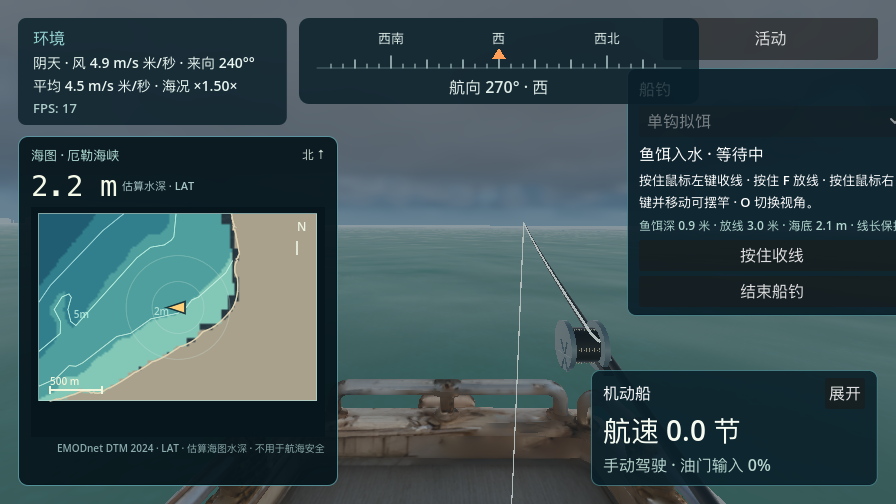 环境
阴天 · 风 4.9 m/s 米/秒 · 来向 240°°
平均 4.5 m/s 米/秒 · 海况 ×1.50×
FPS: 17
西南 西 西北
航向 270° · 西
活动
船钓
单钩拟饵
鱼饵入水 · 等待中
按住鼠标左键收线 · 按住 F 放线 · 按住鼠标右
键并移动可摆竿 · O 切换视角。
鱼饵深 0.9 米 · 放线 3.0 米 · 海底 2.1 m · 线长保
按住收线
结束船钓
海图 · 厄勒海峡 北↑
2.2 m 估算水深 · LAT
N
5m
2m
500 m
EMODnet DTM 2024 · LAT · 估算海图水深 · 不用于航海安全
机动船 展开
航速 0.0 节
手动驾驶 · 油门输入 0%